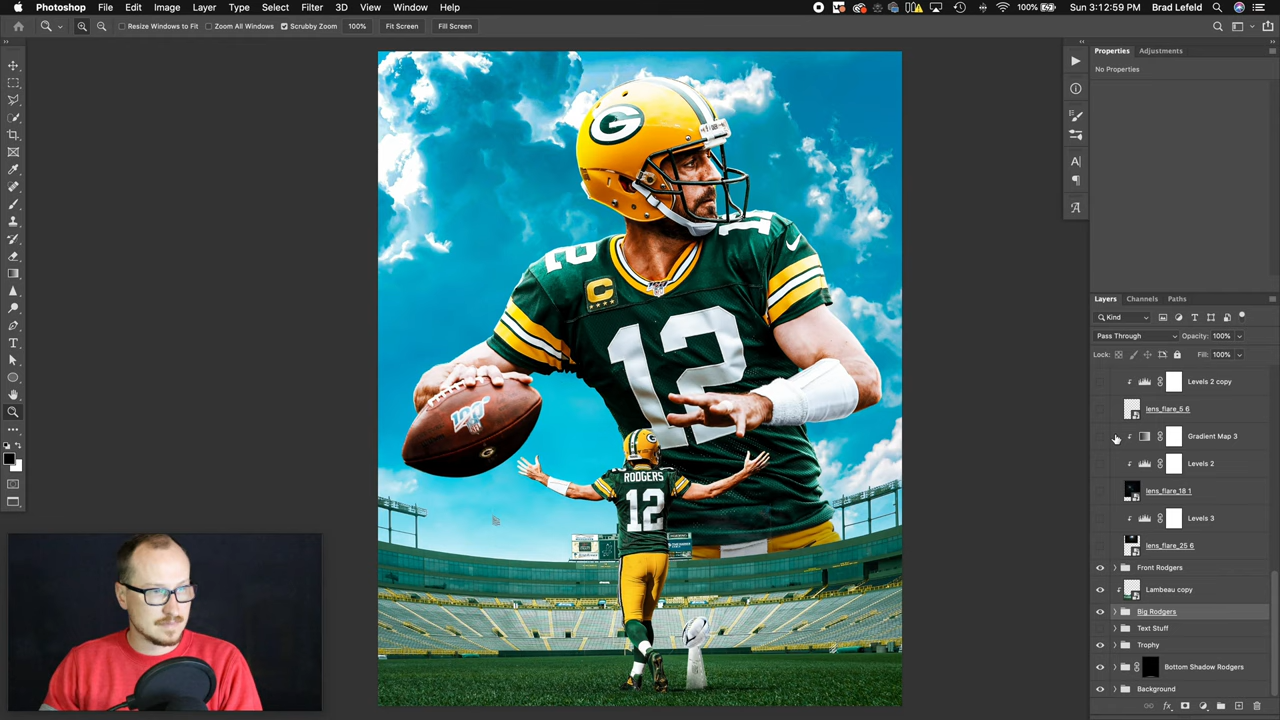 Photoshop File Edit Image Layer Type Select Filter 3D View Window Help
100% Sun 3:12:59 PM Brad Lefeld
Resize Windows to Fit Zoom All Windows Scrubby Zoom 100% Fit Screen Fill Screen
Properties Adjustments
No Properties
Layers Channels Paths
Kind
Pass Through Opacity: 100%
Lock: Fill: 100%
Levels 2 copy
lens_flare_5 6
Gradient Map 3
Levels 2
lens_flare_18 1
Levels 3
lens_flare_25 6
Front Rodgers
Lambeau copy
Big Rodgers
Text Stuff
Trophy
Bottom Shadow Rodgers
Background
G
12
12
C
12
100
RODGERS
12